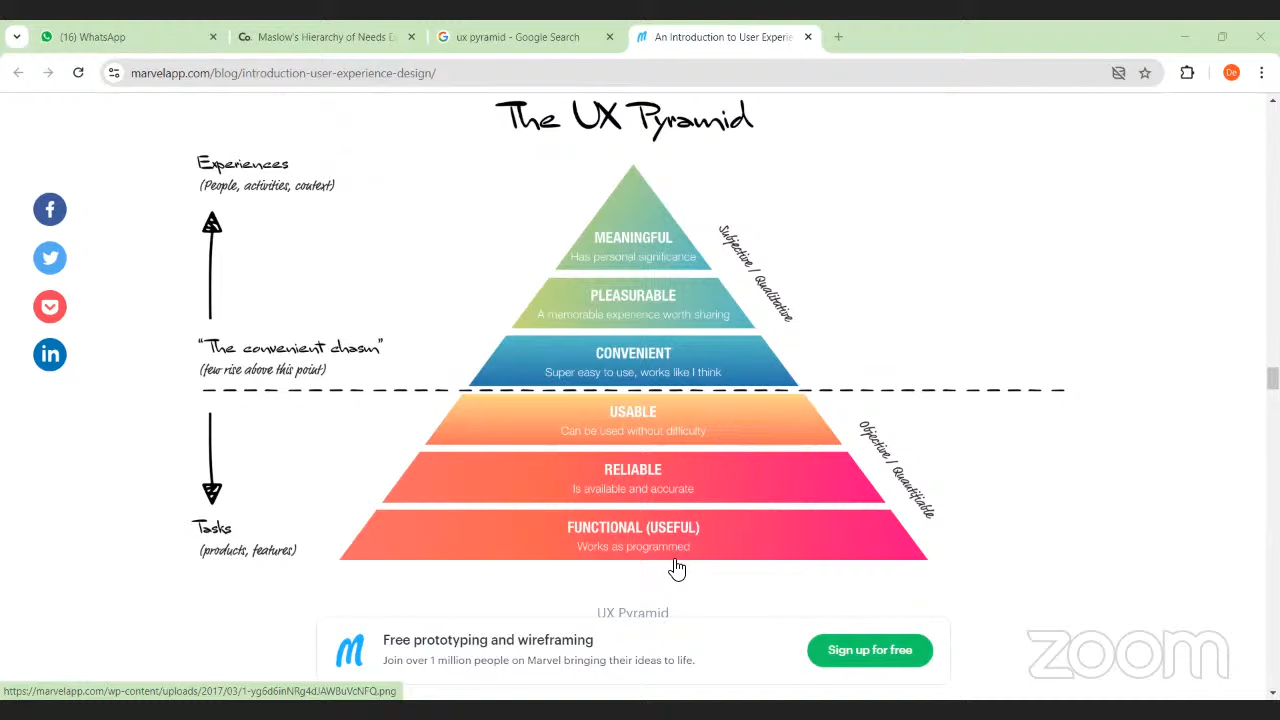 (16) WhatsApp
Co. Maslow's Hierarchy of Needs E
ux pyramid - Google Search
An Introduction to User Experie
marvelapp.com/blog/introduction-user-experience-design/
De
The UX Pyramid
Experiences
(People, activities, context)
MEANINGFUL
Has personal significance
Subjective / Qualitative
PLEASURABLE
A memorable experience worth sharing
"The convenient chasm"
(few rise above this point)
CONVENIENT
Super easy to use, works like I think
USABLE
Can be used without difficulty
Objective / Quantifiable
RELIABLE
Is available and accurate
Tasks
(products, features)
FUNCTIONAL (USEFUL)
Works as programmed
UX Pyramid
Free prototyping and wireframing
Join over 1 million people on Marvel bringing their ideas to life.
Sign up for free
zoom
https://marvelapp.com/wp-content/uploads/2017/03/1-yg6d6inNRg4dJAWBuVcNFQ.png